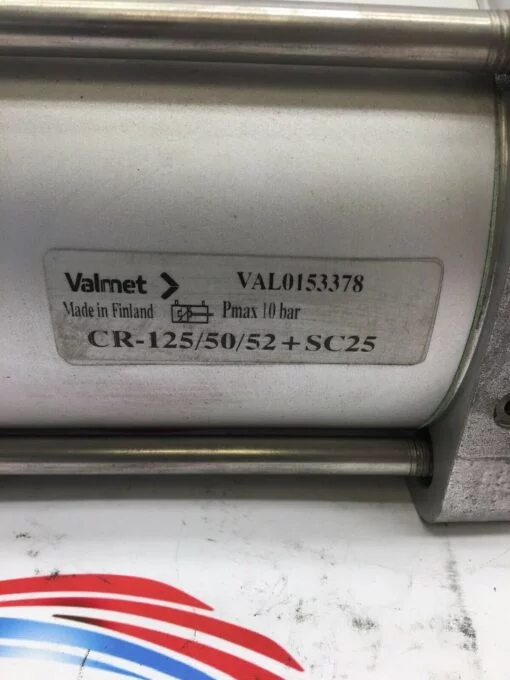 Valmet VAL0153378
Made in Finland Pmax 10 bar
CR-125/50/52+SC25